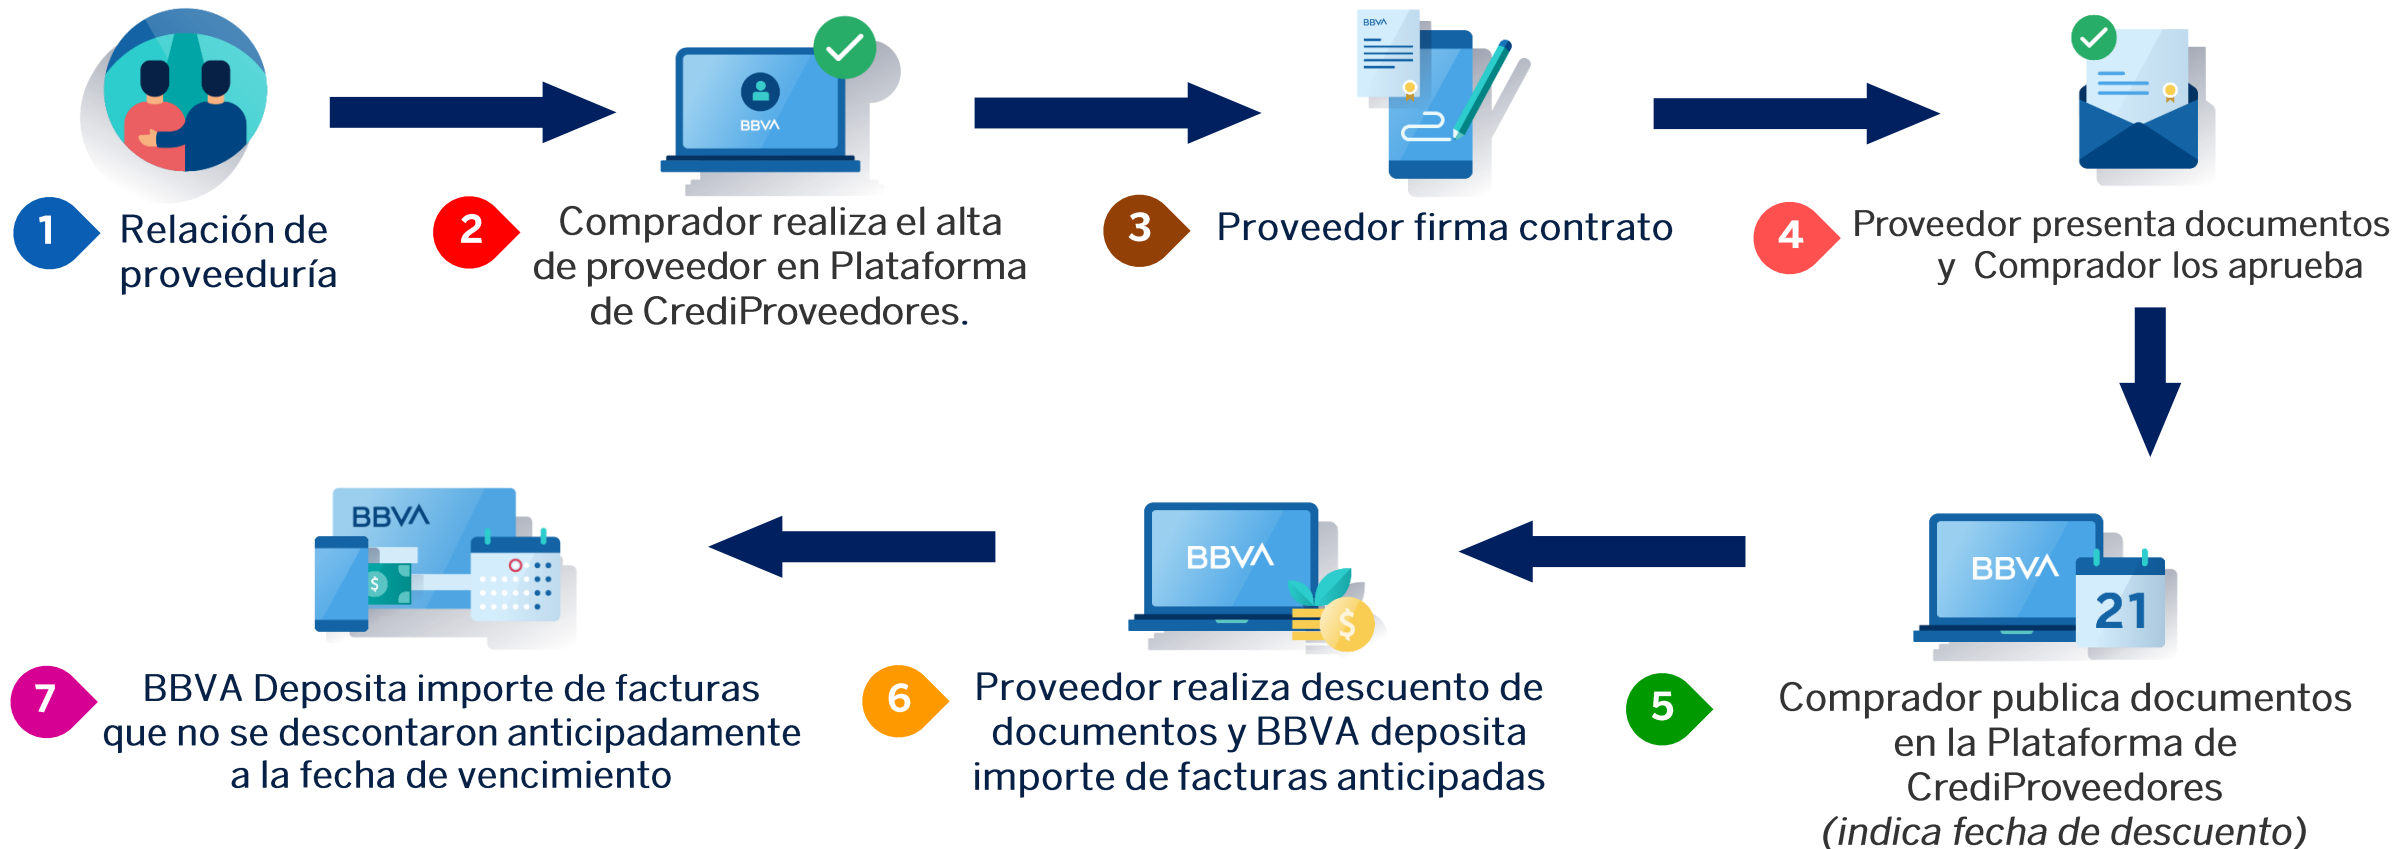 BBVA
BBVA
1
Relación de
proveeduría
2
Comprador realiza el alta
de proveedor en Plataforma
de CrediProveedores.
3
Proveedor firma contrato
4
Proveedor presenta documentos
y Comprador los aprueba
BBVA
21
5
Comprador publica documentos
en la Plataforma de
CrediProveedores
(indica fecha de descuento)
BBVA
$
6
Proveedor realiza descuento de
documentos y BBVA deposita
importe de facturas anticipadas
BBVA
$
7
BBVA Deposita importe de facturas
que no se descontaron anticipadamente
a la fecha de vencimiento